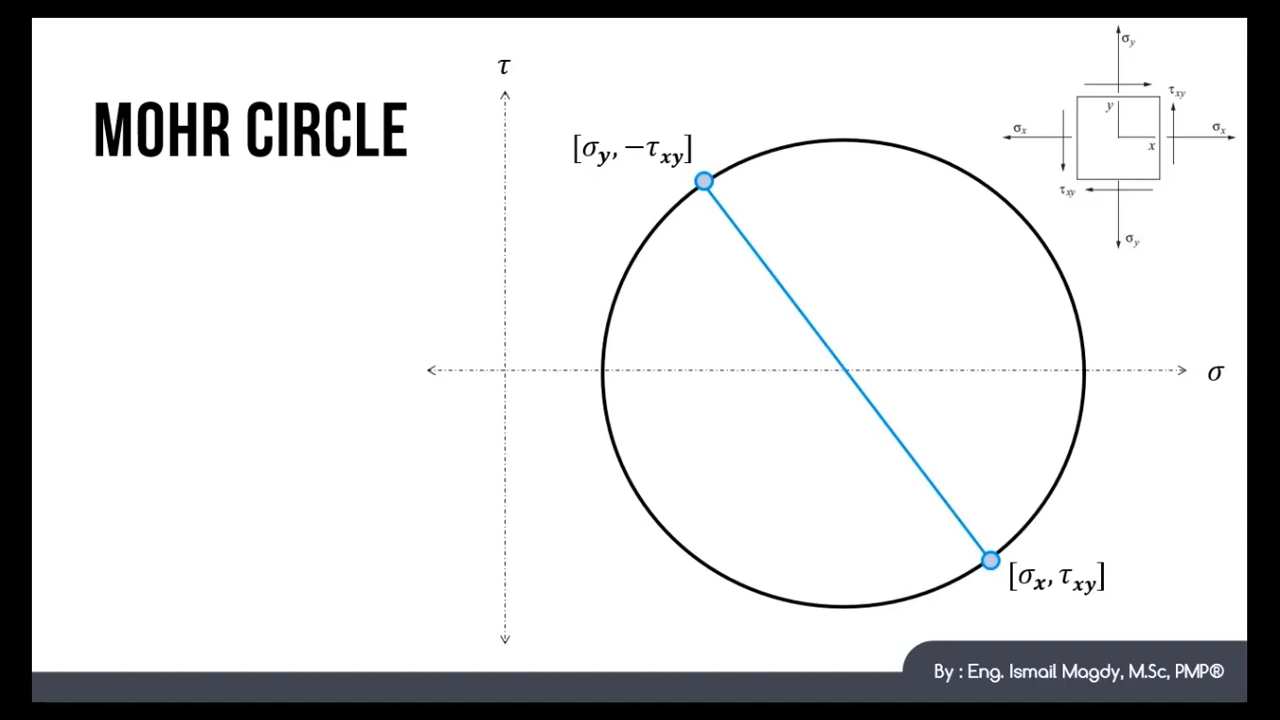 MOHR CIRCLE
τ
[σy, −τxy]
σ
[σx, τxy]
σy
τxy
y
x
σx
σx
τxy
σy
By : Eng. Ismail Magdy, M.Sc, PMP®